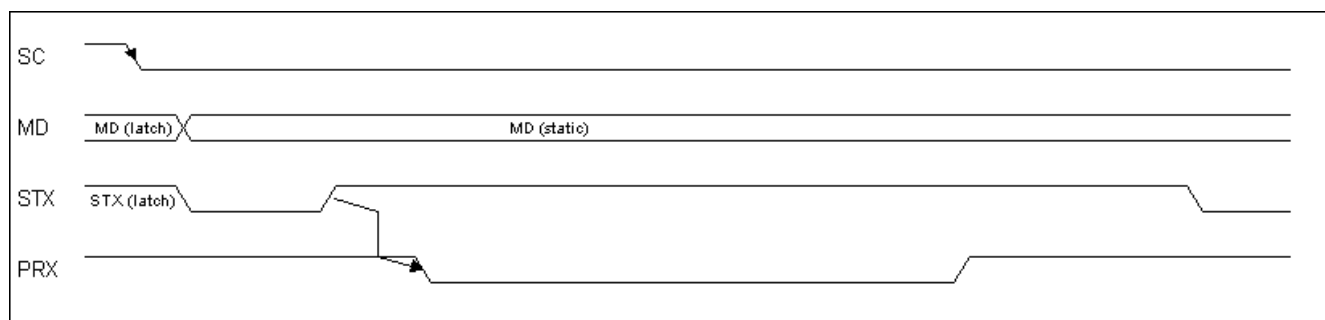 SC
MD MD (latch) MD (static)
STX STX (latch)
PRX